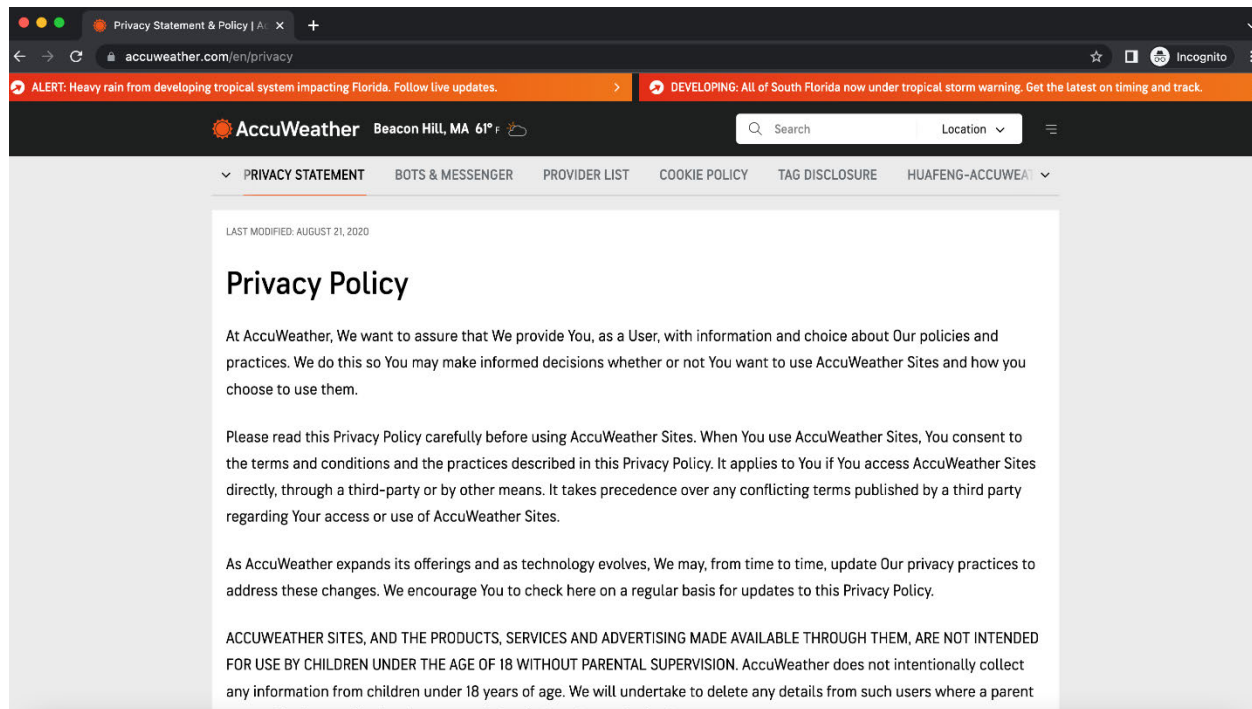 Privacy Statement & Policy | Ac
accuweather.com/en/privacy
Incognito
ALERT: Heavy rain from developing tropical system impacting Florida. Follow live updates.
DEVELOPING: All of South Florida now under tropical storm warning. Get the latest on timing and track.
AccuWeather Beacon Hill, MA 61° F
Search
Location
PRIVACY STATEMENT BOTS & MESSENGER PROVIDER LIST COOKIE POLICY TAG DISCLOSURE HUAFENG-ACCUWEAT
LAST MODIFIED: AUGUST 21, 2020
Privacy Policy
At AccuWeather, We want to assure that We provide You, as a User, with information and choice about Our policies and
practices. We do this so You may make informed decisions whether or not You want to use AccuWeather Sites and how you
choose to use them.
Please read this Privacy Policy carefully before using AccuWeather Sites. When You use AccuWeather Sites, You consent to
the terms and conditions and the practices described in this Privacy Policy. It applies to You if You access AccuWeather Sites
directly, through a third-party or by other means. It takes precedence over any conflicting terms published by a third party
regarding Your access or use of AccuWeather Sites.
As AccuWeather expands its offerings and as technology evolves, We may, from time to time, update Our privacy practices to
address these changes. We encourage You to check here on a regular basis for updates to this Privacy Policy.
ACCUWEATHER SITES, AND THE PRODUCTS, SERVICES AND ADVERTISING MADE AVAILABLE THROUGH THEM, ARE NOT INTENDED
FOR USE BY CHILDREN UNDER THE AGE OF 18 WITHOUT PARENTAL SUPERVISION. AccuWeather does not intentionally collect
any information from children under 18 years of age. We will undertake to delete any details from such users where a parent